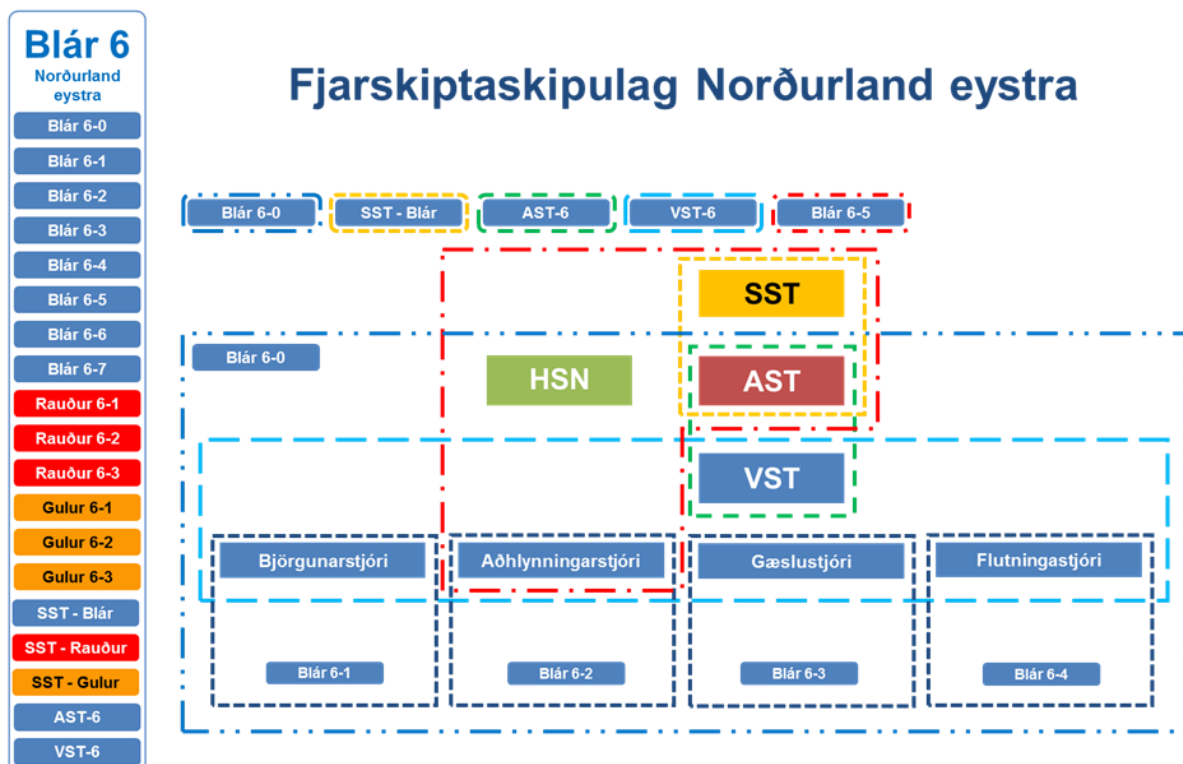 Blár 6
Norðurland
eystra
Blár 6-0
Blár 6-1
Blár 6-2
Blár 6-3
Blár 6-4
Blár 6-5
Blár 6-6
Blár 6-7
Rauður 6-1
Rauður 6-2
Rauður 6-3
Gulur 6-1
Gulur 6-2
Gulur 6-3
SST - Blár
SST - Rauður
SST - Gulur
AST-6
VST-6
Fjarskiptaskipulag Norðurland eystra
Blár 6-0
SST - Blár
AST-6
VST-6
Blár 6-5
SST
Blár 6-0
HSN
AST
VST
Björgunarstjóri
Aðhlynningarstjóri
Gæslustjóri
Flutningastjóri
Blár 6-1
Blár 6-2
Blár 6-3
Blár 6-4